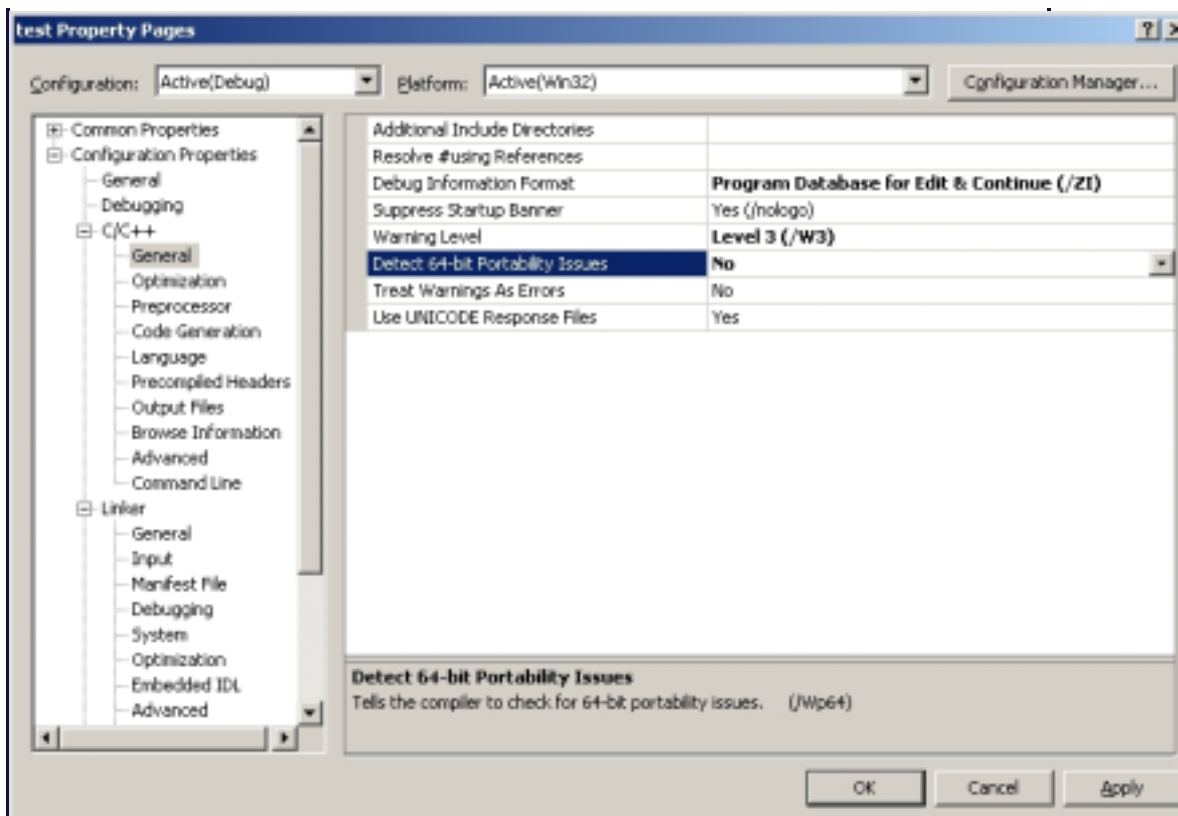 test Property Pages
Configuration: Active(Debug) Platform: Active(Win32) Configuration Manager...
Common Properties
Configuration Properties
General
Debugging
C/C++
General
Optimization
Preprocessor
Code Generation
Language
Precompiled Headers
Output Files
Browse Information
Advanced
Command Line
Linker
General
Input
Manifest File
Debugging
System
Optimization
Embedded IDL
Advanced
Additional Include Directories
Resolve #using References
Debug Information Format Program Database for Edit & Continue (/ZI)
Suppress Startup Banner Yes (/nologo)
Warning Level Level 3 (/W3)
Detect 64-bit Portability Issues No
Treat Warnings As Errors No
Use UNICODE Response Files Yes
Detect 64-bit Portability Issues
Tells the compiler to check for 64-bit portability issues. (/Wp64)
OK Cancel Apply